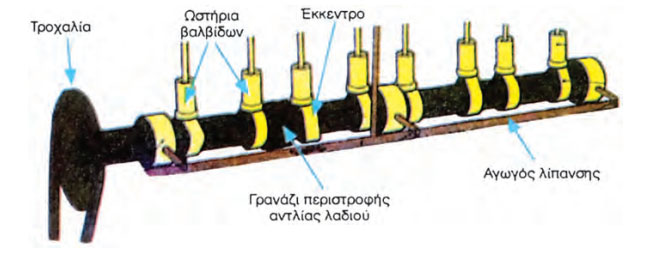 Τροχαλία
Ωστήρια
βαλβίδων
Έκκεντρο
Γρανάζι περιστροφής
αντλίας λαδιού
Αγωγός λίπανσης